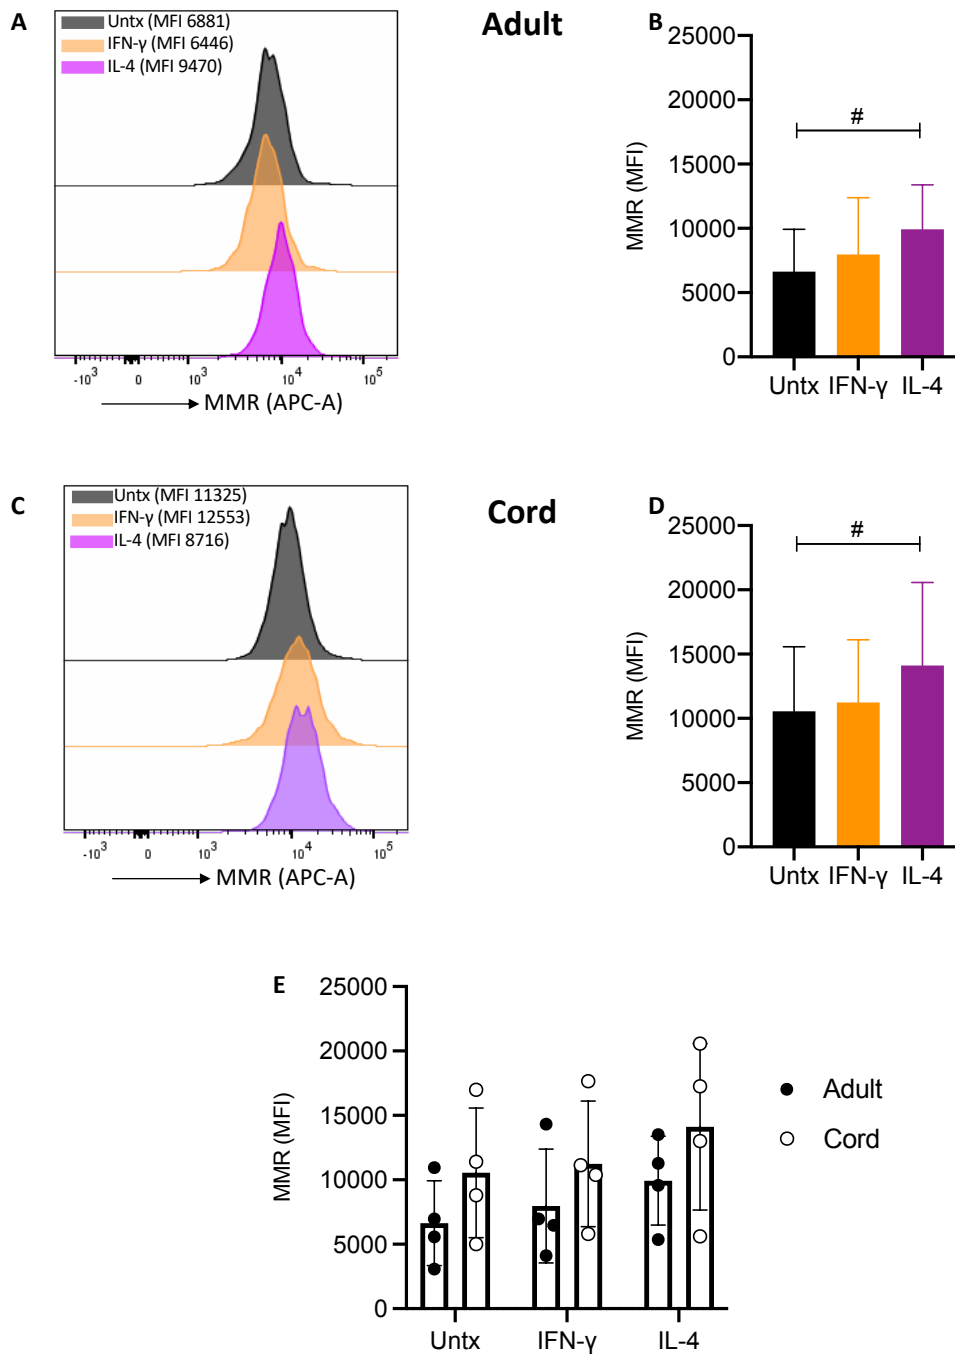 A
Untx (MFI 6881)
IFN-γ (MFI 6446)
IL-4 (MFI 9470)
-10³ 0 10³ 10⁴ 10⁵
MMR (APC-A)
Adult
B
MMR (MFI)
25000
20000
15000
10000
5000
0
#
Untx IFN-γ IL-4
C
Untx (MFI 11325)
IFN-γ (MFI 12553)
IL-4 (MFI 8716)
-10³ 0 10³ 10⁴ 10⁵
MMR (APC-A)
Cord
D
MMR (MFI)
25000
20000
15000
10000
5000
0
#
Untx IFN-γ IL-4
E
MMR (MFI)
25000
20000
15000
10000
5000
0
Untx IFN-γ IL-4
Adult
Cord